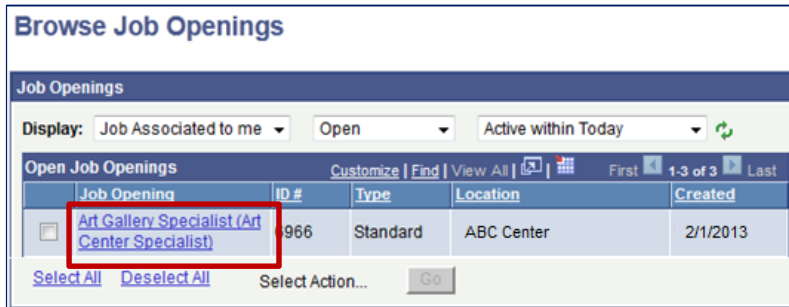 Browse Job Openings
Job Openings
Display: Job Associated to me Open Active within Today
Open Job Openings Customize | Find | View All | | First 1-3 of 3 Last
Job Opening ID # Type Location Created
Art Gallery Specialist (Art
Center Specialist) 6966 Standard ABC Center 2/1/2013
Select All Deselect All Select Action... Go